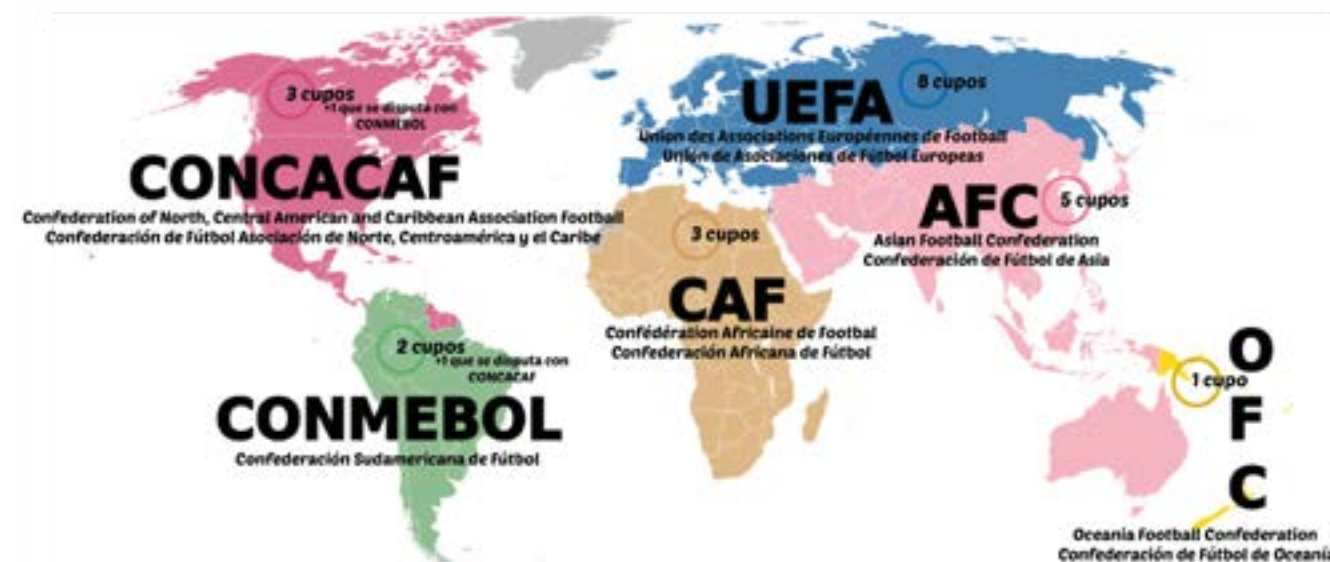 3 cupos
+1 que se disputa con
CONMEBOL
CONCACAF
Confederation of North, Central American and Caribbean Association Football
Confederación de Fútbol Asociación de Norte, Centroamérica y el Caribe
8 cupos
UEFA
Union des Associations Européennes de Football
Unión de Asociaciones de Fútbol Europeas
5 cupos
AFC
Asian Football Confederation
Confederación de Fútbol de Asia
3 cupos
CAF
Confédération Africaine de Footbal
Confederación Africana de Fútbol
2 cupos
+1 que se disputa con
CONCACAF
CONMEBOL
Confederación Sudamericana de Fútbol
1 cupo
O
F
C
Oceania Football Confederation
Confederación de Fútbol de Oceanía